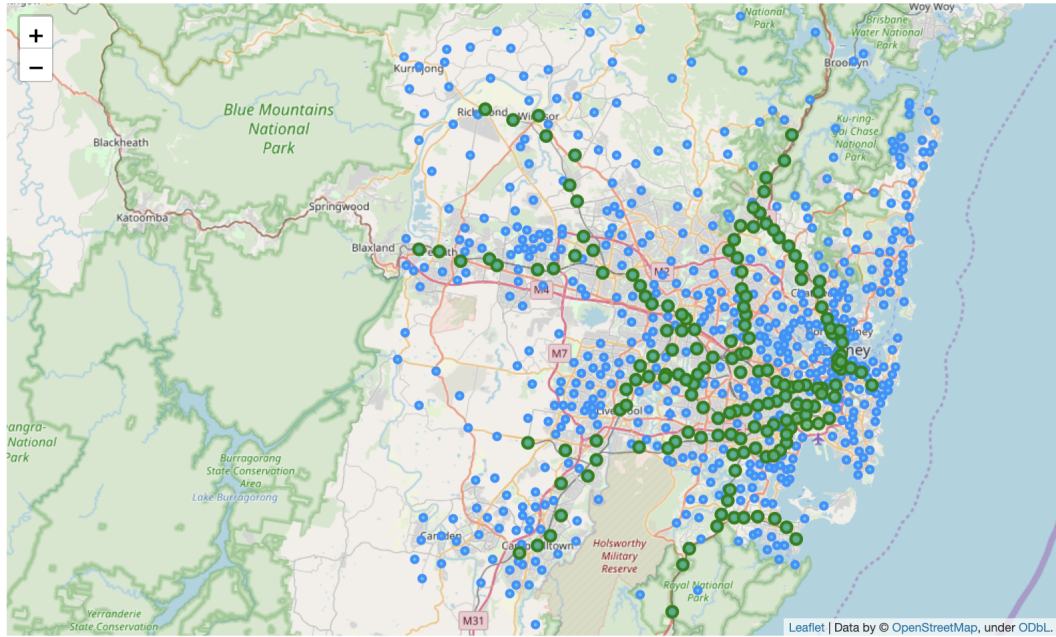 +
−
National
Park
Woy Woy
Brisbane
Water National
Park
Brooklyn
Kurrajong
Blue Mountains
National
Park
Richmond
Windsor
Ku-ring-
gai Chase
National
Park
Blackheath
Springwood
Katoomba
Blaxland
M2
M4
M7
Liverpool
Burragorang
State Conservation
Area
Lake Burragorang
Camden
Campbelltown
Holsworthy
Military
Reserve
Royal National
Park
Yerranderie
State Conservation
M31
Leaflet | Data by © OpenStreetMap, under ODbL.